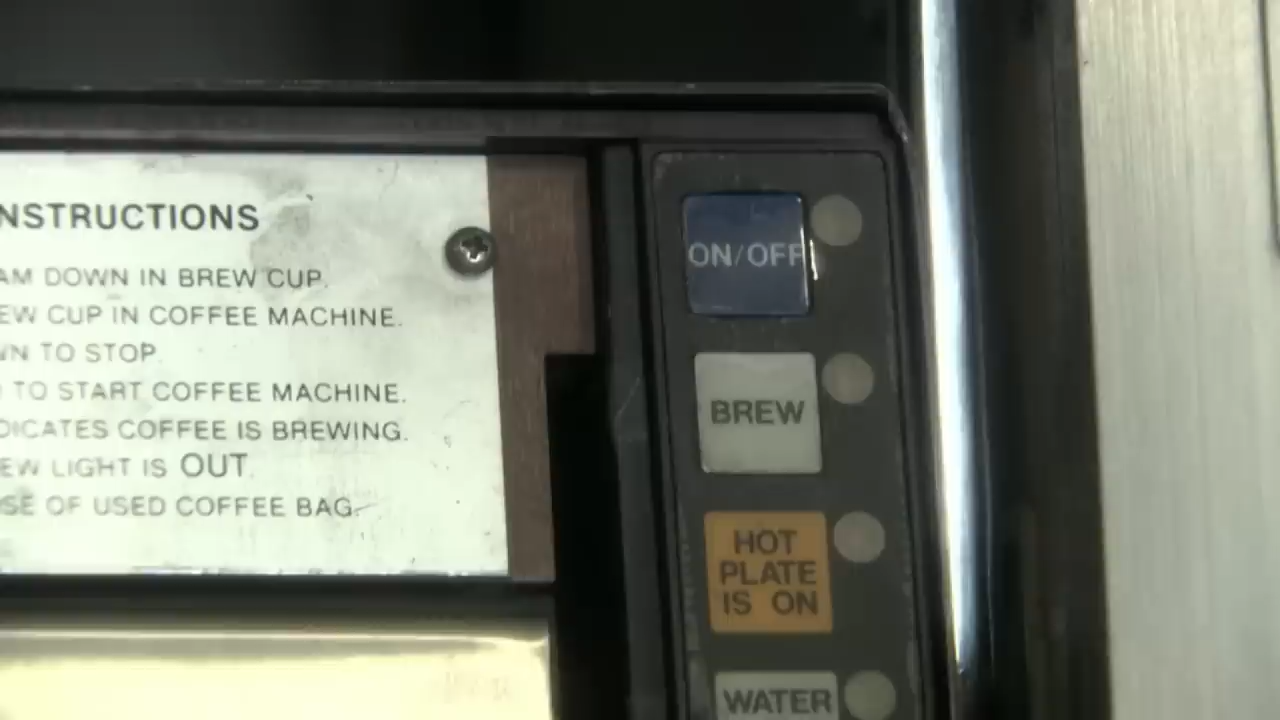 NSTRUCTIONS
AM DOWN IN BREW CUP.
EW CUP IN COFFEE MACHINE.
WN TO STOP.
TO START COFFEE MACHINE.
DICATES COFFEE IS BREWING.
EW LIGHT IS OUT.
SE OF USED COFFEE BAG.
ON/OFF
BREW
HOT
PLATE
IS ON
WATER